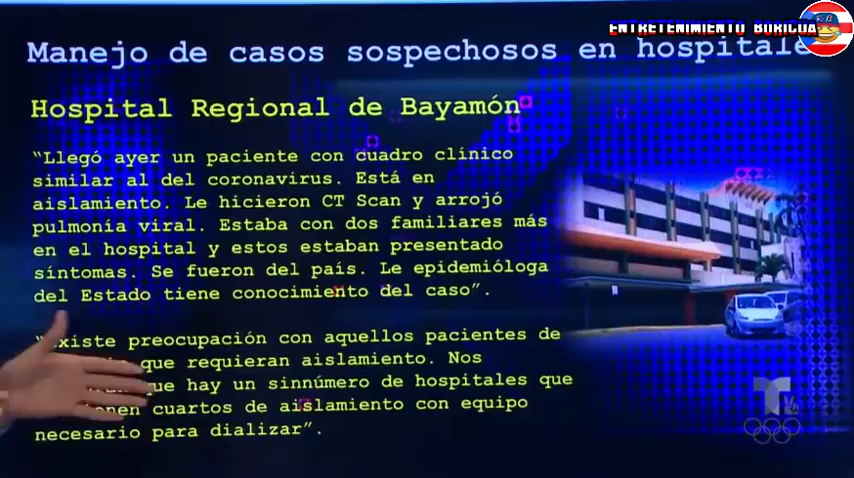 ENTRETENIMIENTO BORICUA
Manejo de casos sospechosos en hospitale
Hospital Regional de Bayamón
“Llegó ayer un paciente con cuadro clínico
similar al del coronavirus. Está en
aislamiento. Le hicieron CT Scan y arrojó
pulmonia viral. Estaba con dos familiares más
en el hospital y estos estaban presentado
síntomas. Se fueron del país. Le epidemióloga
del Estado tiene conocimiento del caso”.
“Existe preocupación con aquellos pacientes de
que requieran aislamiento. Nos
que hay un sinnúmero de hospitales que
cuartos de aislamiento con equipo
necesario para dializar”.